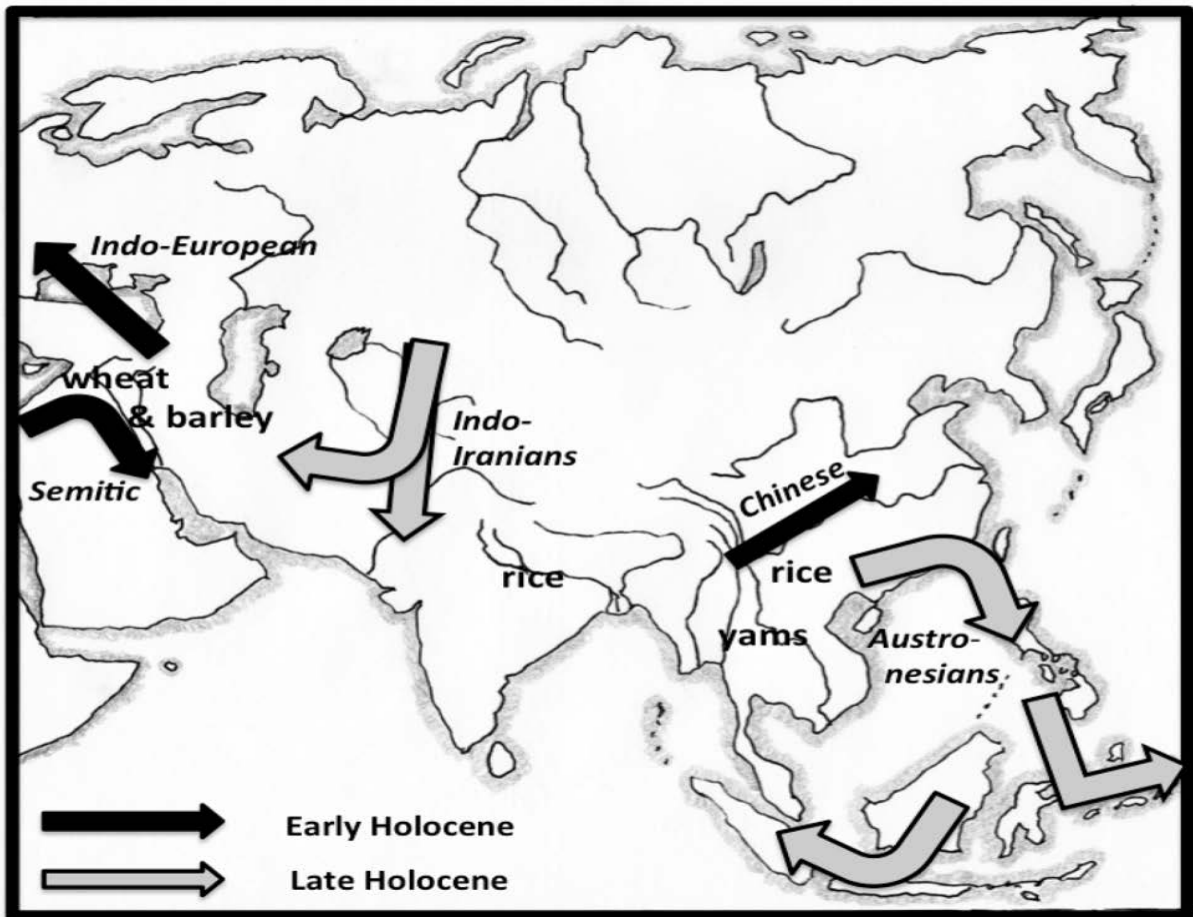 Indo-European
wheat
& barley
Semitic
Indo-
Iranians
Chinese
rice
rice
yams
Austro-
nesians
Early Holocene
Late Holocene